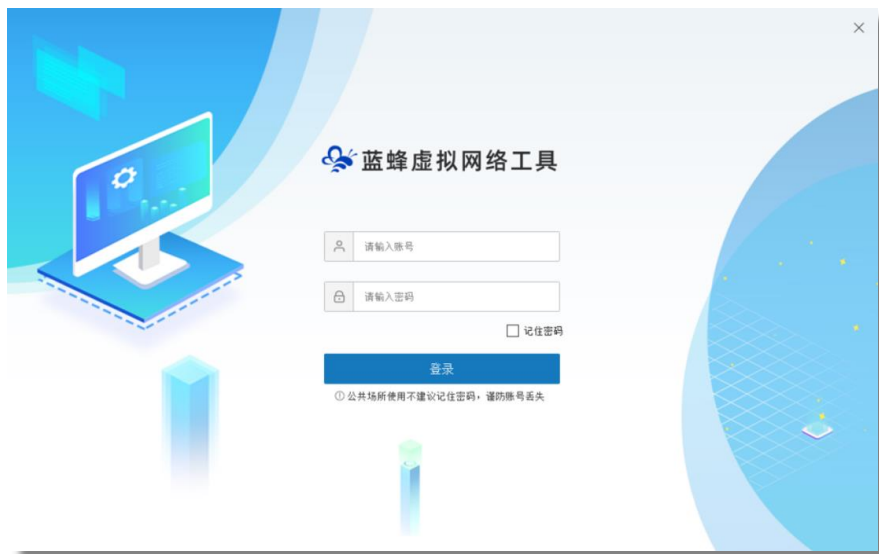 蓝蜂虚拟网络工具
请输入账号
请输入密码
记住密码
登录
公共场所使用不建议记住密码，谨防账号丢失